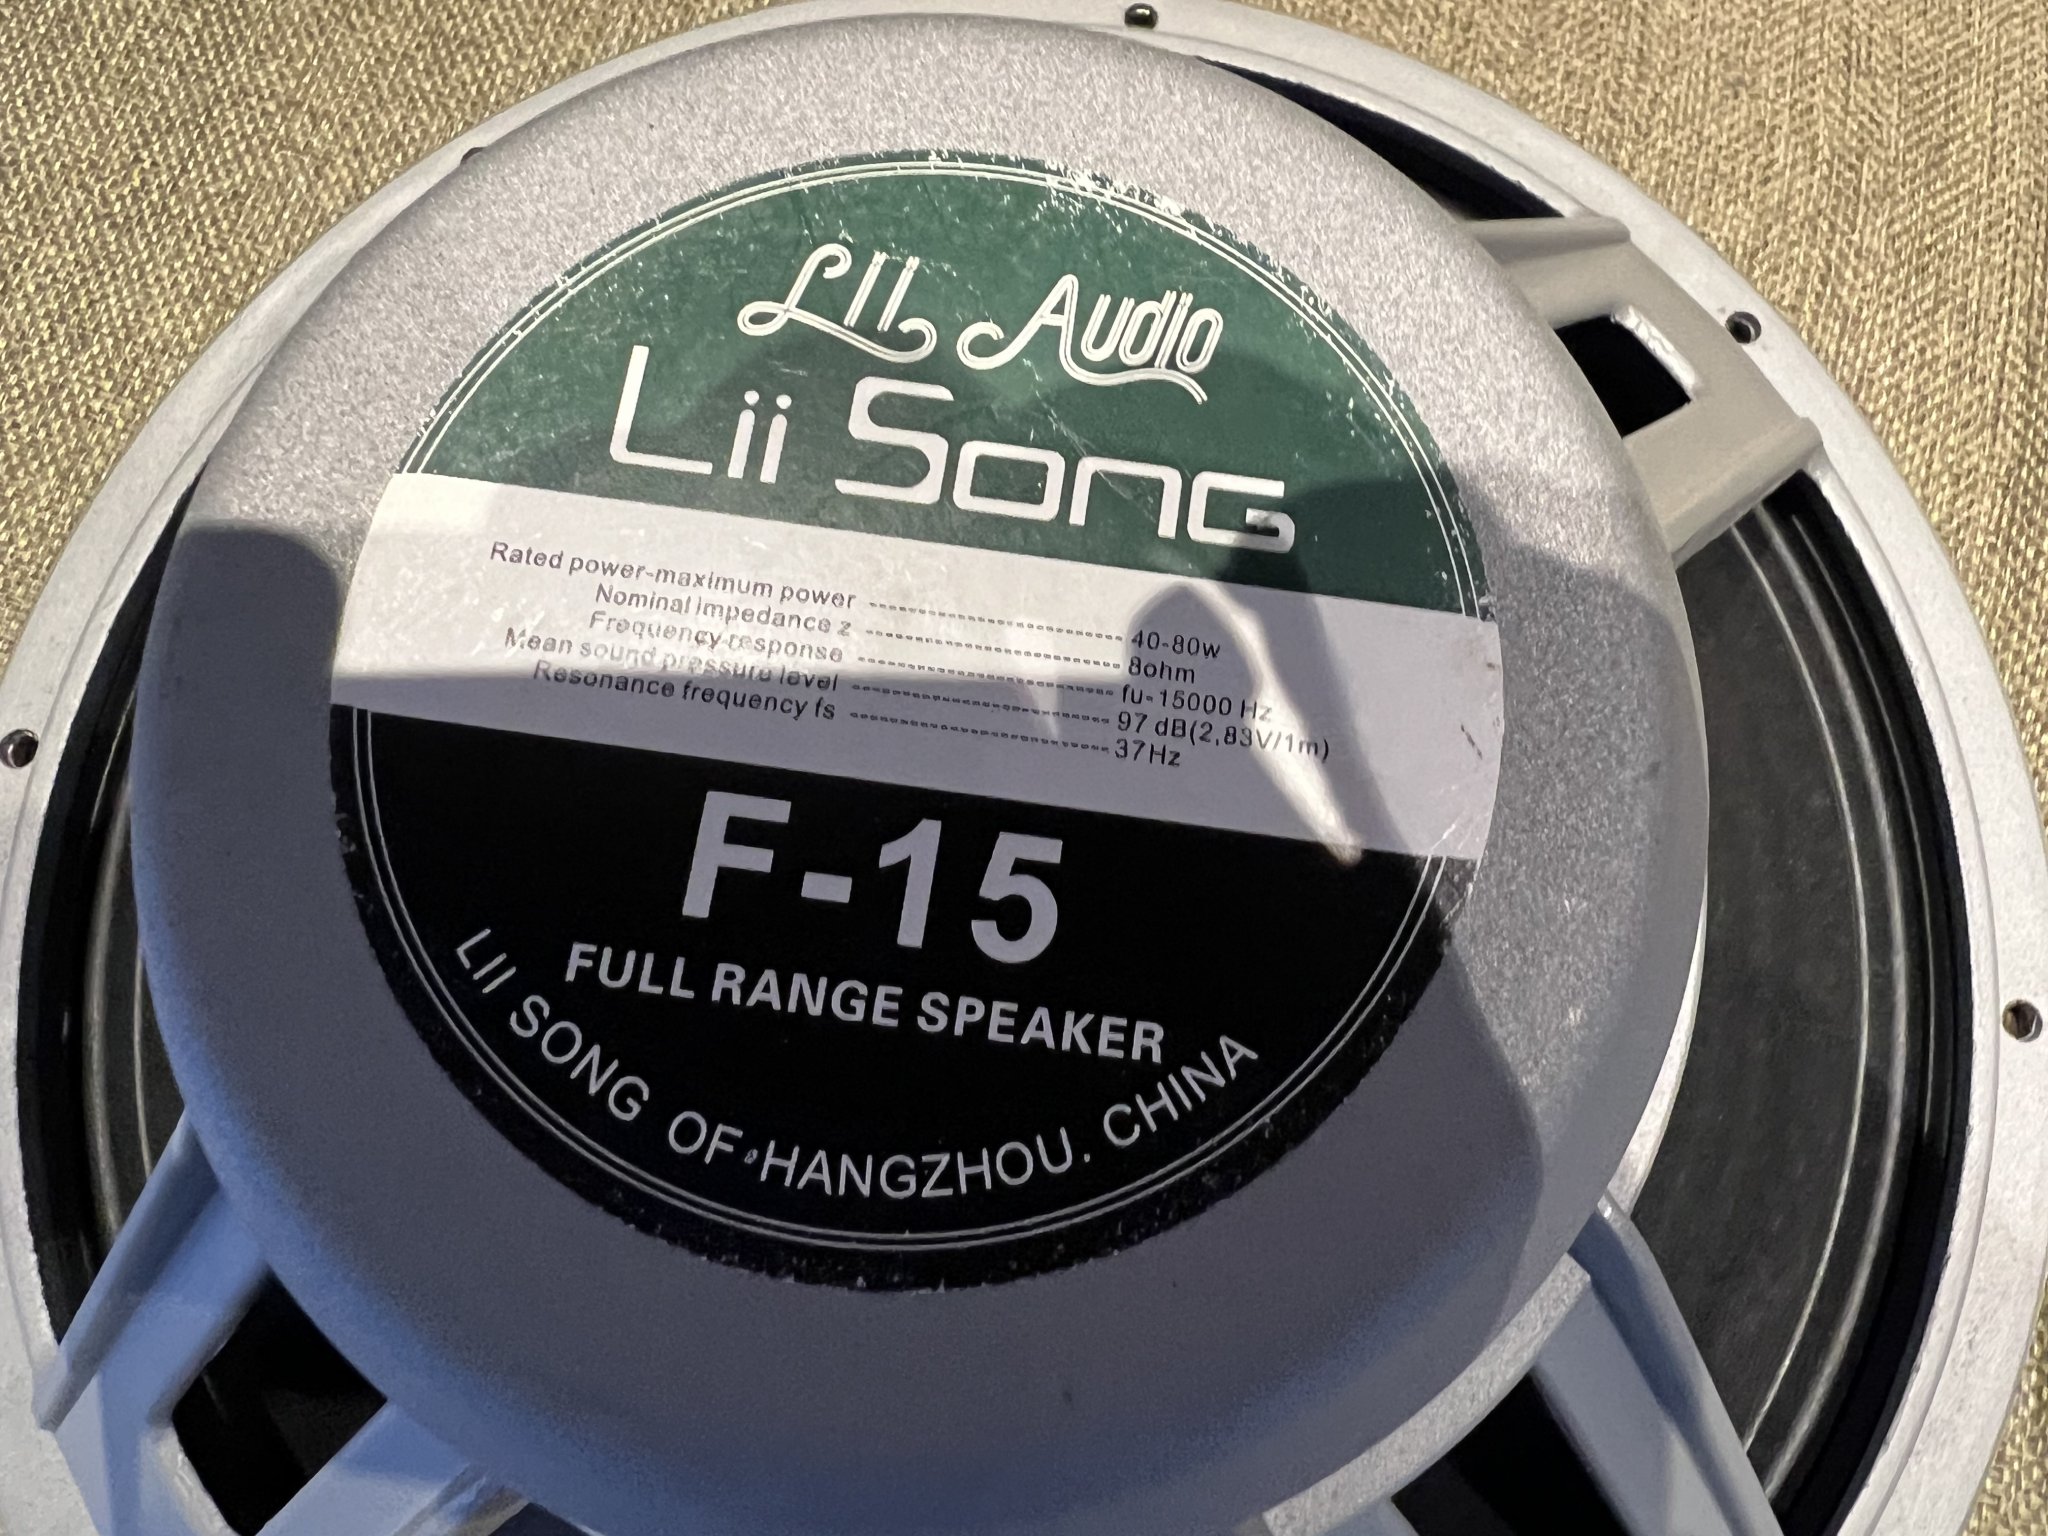 Lii Audio
Lii Song
Rated power-maximum power ---------------------------- 40-80w
Nominal impedance z ---------------------------- 8ohm
Frequency response ---------------------------- fu-15000 Hz
Mean sound pressure level ---------------------------- 97 dB(2,83V/1m)
Resonance frequency fs ---------------------------- 37Hz
F-15
FULL RANGE SPEAKER
LII SONG OF HANGZHOU. CHINA